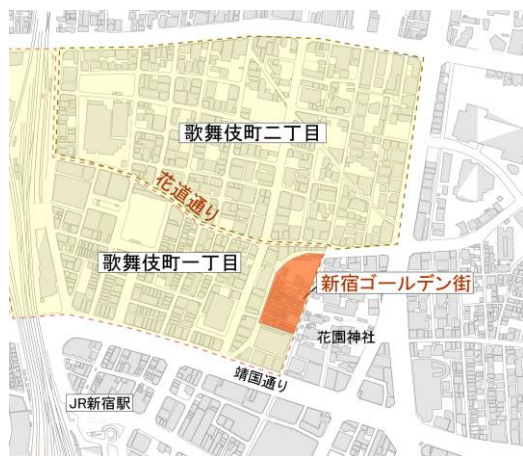 歌舞伎町二丁目
花道通り
歌舞伎町一丁目
新宿ゴールデン街
花園神社
靖国通り
JR新宿駅